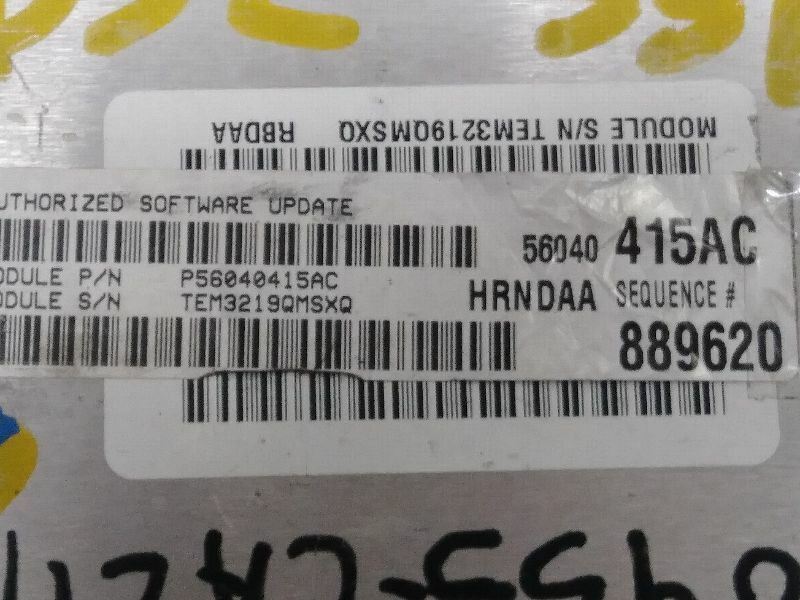 MODULE S/N TEM3219QMSXQ RBDAA
UTHORIZED SOFTWARE UPDATE
56040 415AC
ODULE P/N P56040415AC
ODULE S/N TEM3219QMSXQ
HRNDAA SEQUENCE #
889620